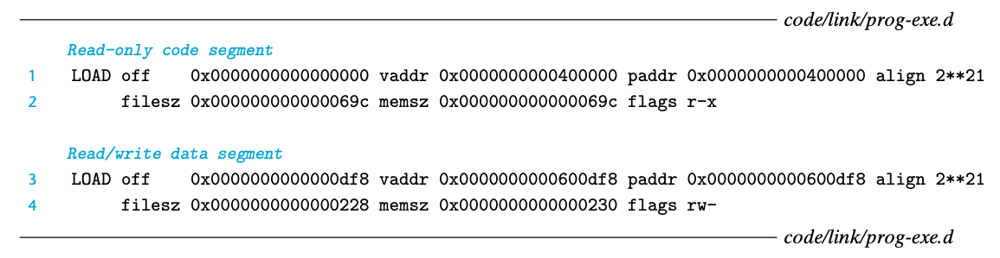 code/link/prog-exe.d
Read-only code segment
1 LOAD off 0x0000000000000000 vaddr 0x0000000000400000 paddr 0x0000000000400000 align 2**21
2 filesz 0x000000000000069c memsz 0x000000000000069c flags r-x
Read/write data segment
3 LOAD off 0x0000000000000df8 vaddr 0x0000000000600df8 paddr 0x0000000000600df8 align 2**21
4 filesz 0x0000000000000228 memsz 0x0000000000000230 flags rw-
code/link/prog-exe.d